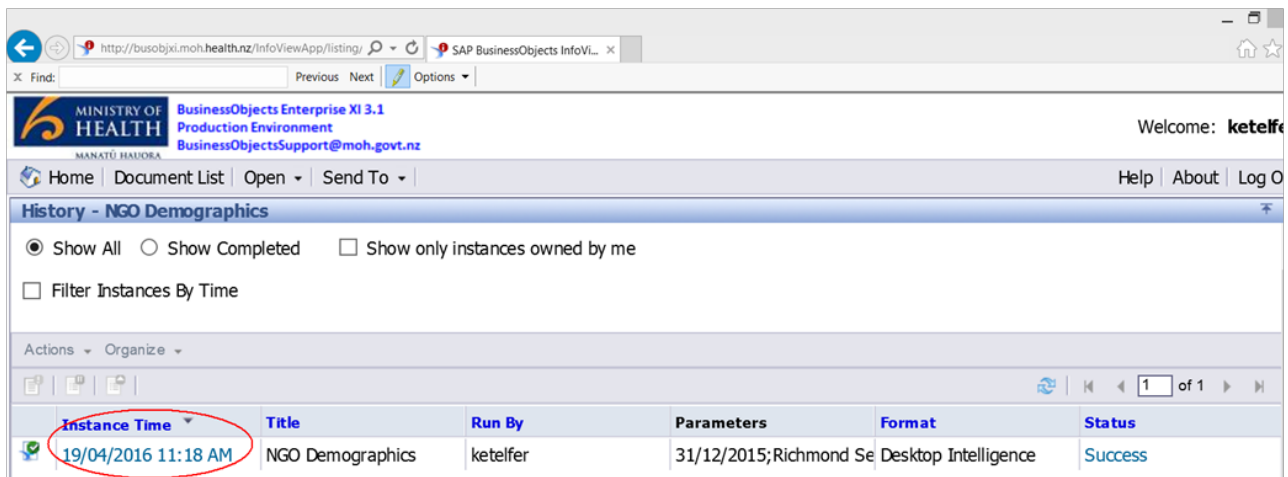 http://busobjxi.moh.health.nz/InfoViewApp/listing/ SAP BusinessObjects InfoVi...
x Find: Previous Next Options
MINISTRY OF
HEALTH
MANATŪ HAUORA
BusinessObjects Enterprise XI 3.1
Production Environment
BusinessObjectsSupport@moh.govt.nz
Welcome: ketelfe
Home Document List Open Send To Help About Log O
History - NGO Demographics
Show All Show Completed Show only instances owned by me
Filter Instances By Time
Actions Organize
1 of 1
Instance Time Title Run By Parameters Format Status
19/04/2016 11:18 AM NGO Demographics ketelfer 31/12/2015;Richmond Se Desktop Intelligence Success